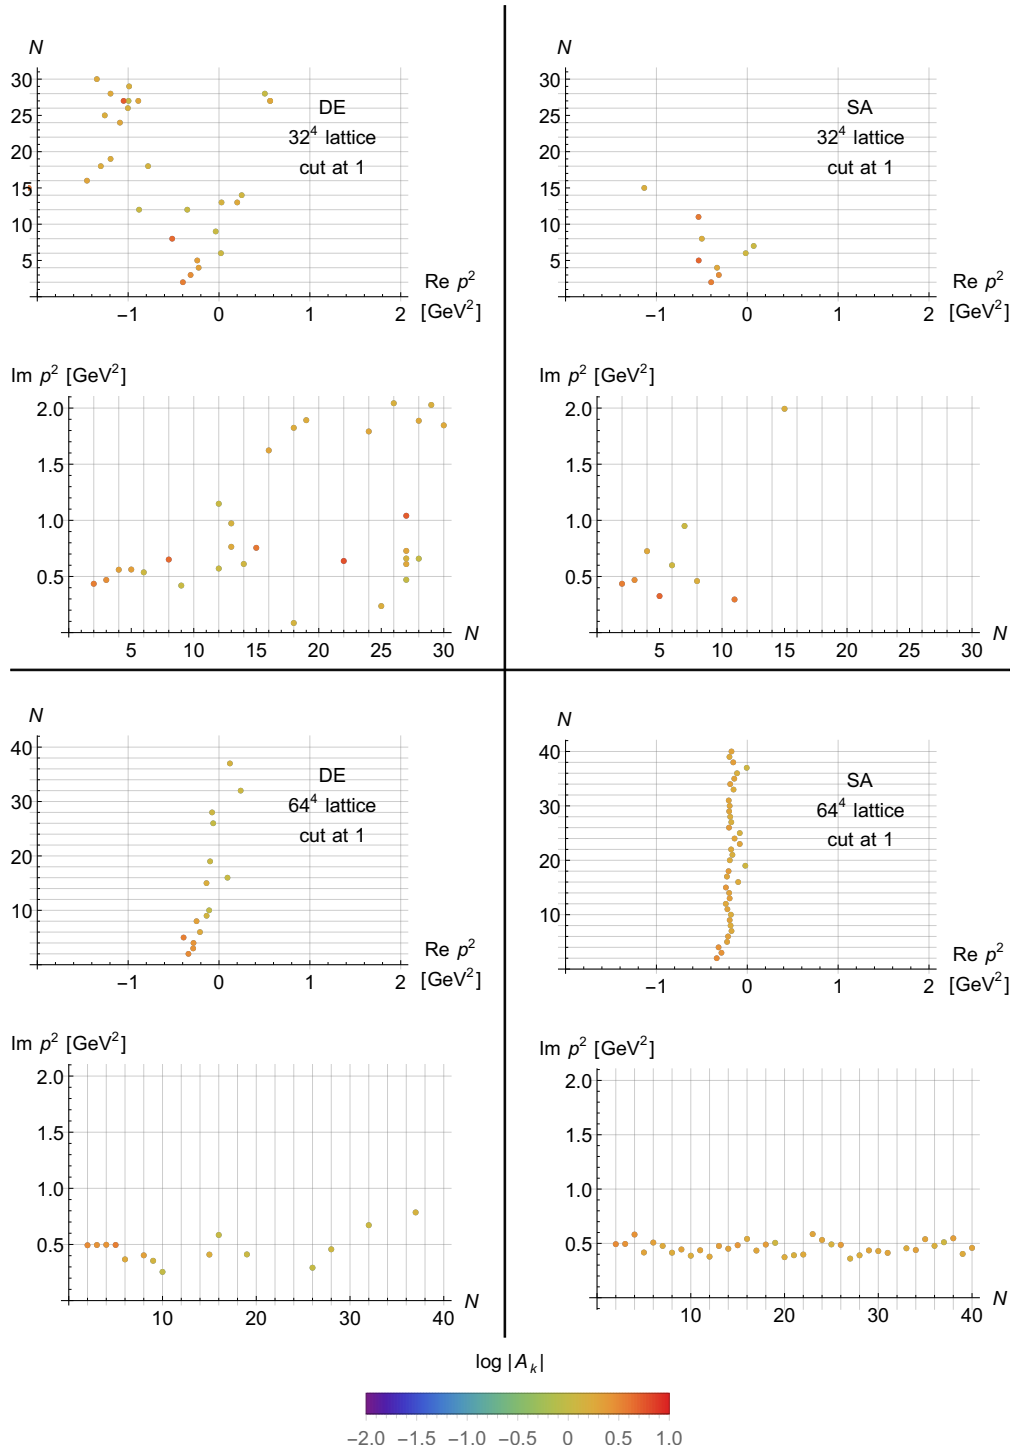 N
30
25
20
15
10
5
DE
32⁴ lattice
cut at 1
Re p²
[GeV²]
−1 0 1 2
N
30
25
20
15
10
5
SA
32⁴ lattice
cut at 1
Re p²
[GeV²]
−1 0 1 2
Im p² [GeV²]
2.0
1.5
1.0
0.5
5 10 15 20 25 30
N
Im p² [GeV²]
2.0
1.5
1.0
0.5
5 10 15 20 25 30
N
N
40
30
20
10
DE
64⁴ lattice
cut at 1
Re p²
[GeV²]
−1 0 1 2
N
40
30
20
10
SA
64⁴ lattice
cut at 1
Re p²
[GeV²]
−1 0 1 2
Im p² [GeV²]
2.0
1.5
1.0
0.5
10 20 30 40
N
Im p² [GeV²]
2.0
1.5
1.0
0.5
10 20 30 40
N
log |Aₖ|
−2.0 −1.5 −1.0 −0.5 0 0.5 1.0